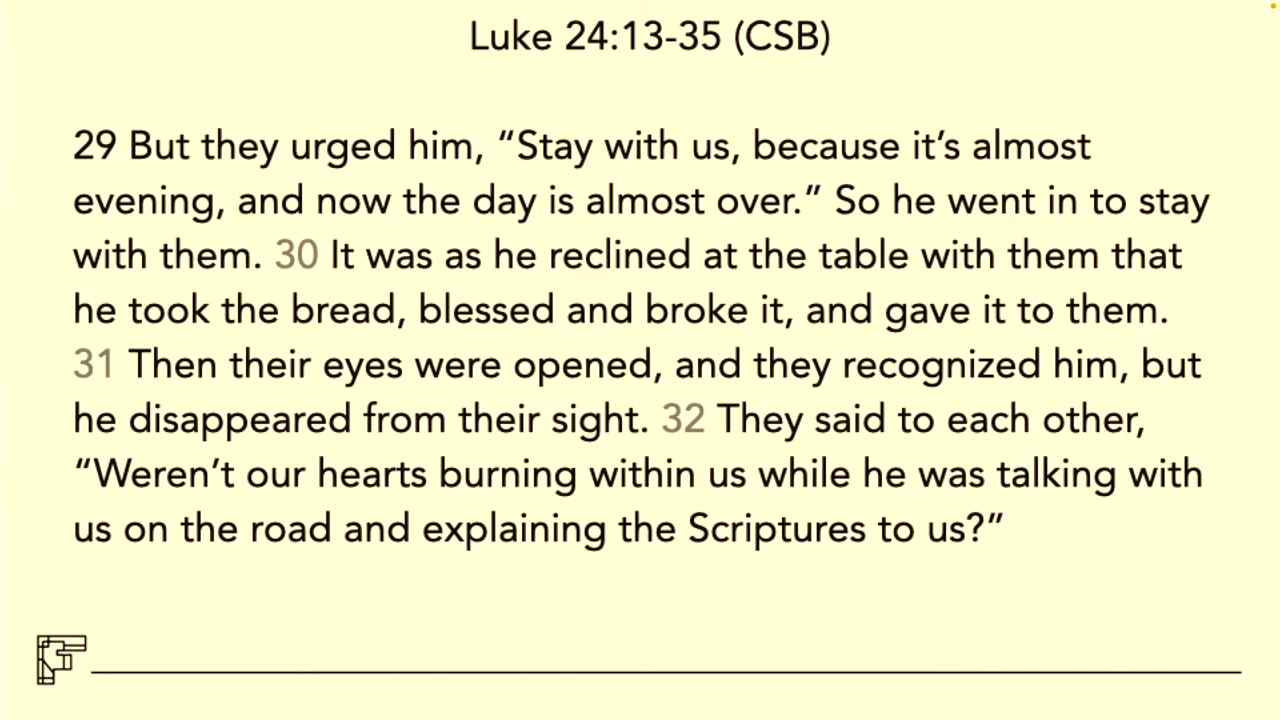 Luke 24:13-35 (CSB)
29 But they urged him, “Stay with us, because it’s almost
evening, and now the day is almost over.” So he went in to stay
with them. 30 It was as he reclined at the table with them that
he took the bread, blessed and broke it, and gave it to them.
31 Then their eyes were opened, and they recognized him, but
he disappeared from their sight. 32 They said to each other,
“Weren’t our hearts burning within us while he was talking with
us on the road and explaining the Scriptures to us?”